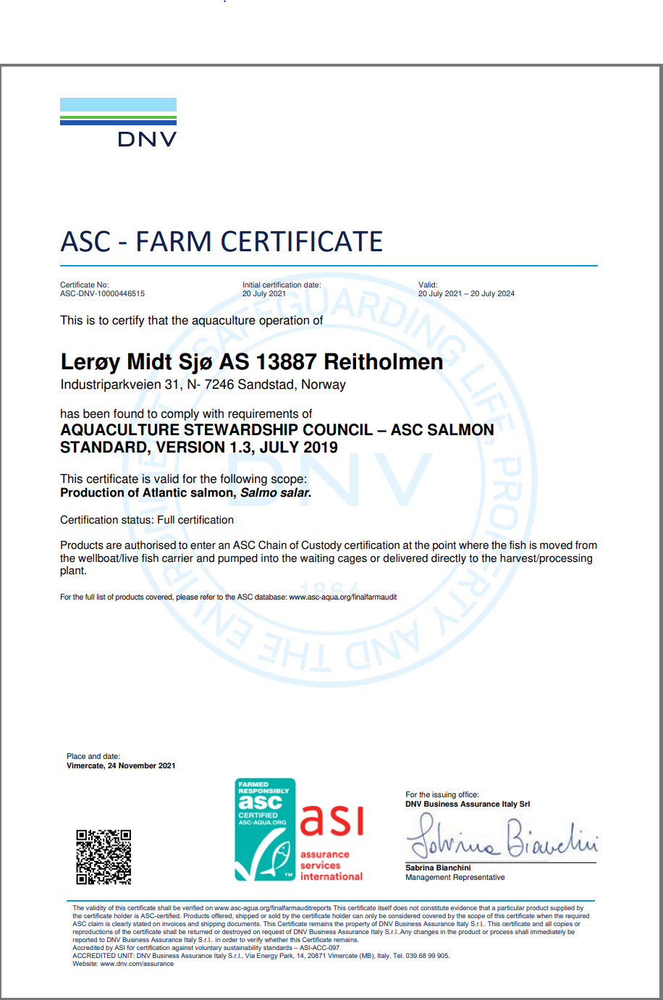 DNV
ASC - FARM CERTIFICATE
Certificate No:
ASC-DNV-10000446515
Initial certification date:
20 July 2021
Valid:
20 July 2021 – 20 July 2024
This is to certify that the aquaculture operation of
Lerøy Midt Sjø AS 13887 Reitholmen
Industriparkveien 31, N- 7246 Sandstad, Norway
has been found to comply with requirements of
AQUACULTURE STEWARDSHIP COUNCIL – ASC SALMON
STANDARD, VERSION 1.3, JULY 2019
This certificate is valid for the following scope:
Production of Atlantic salmon, Salmo salar.
Certification status: Full certification
Products are authorised to enter an ASC Chain of Custody certification at the point where the fish is moved from
the wellboat/live fish carrier and pumped into the waiting cages or delivered directly to the harvest/processing
plant.
For the full list of products covered, please refer to the ASC database: www.asc-aqua.org/finalfarmaudit
SAFEGUARDING LIFE, PROPERTY AND THE ENVIRONMENT
DNV
1864
Place and date:
Vimercate, 24 November 2021
FARMED
RESPONSIBLY
asc
CERTIFIED
ASC-AQUA.ORG
TM
asi
assurance
services
international
For the issuing office:
DNV Business Assurance Italy Srl
Sabrina Bianchini
Sabrina Bianchini
Management Representative
The validity of this certificate shall be verified on www.asc-agua.org/finalfarmauditreports This certificate itself does not constitute evidence that a particular product supplied by
the certificate holder is ASC-certified. Products offered, shipped or sold by the certificate holder can only be considered covered by the scope of this certificate when the required
ASC claim is clearly stated on invoices and shipping documents. This Certificate remains the property of DNV Business Assurance Italy S.r.l.. This certificate and all copies or
reproductions of the certificate shall be returned or destroyed on request of DNV Business Assurance Italy S.r.l..Any changes in the product or process shall immediately be
reported to DNV Business Assurance Italy S.r.l.. in order to verify whether this Certificate remains.
Accredited by ASI for certification against voluntary sustainability standards – ASI-ACC-097.
ACCREDITED UNIT: DNV Business Assurance Italy S.r.l., Via Energy Park, 14, 20871 Vimercate (MB), Italy. Tel. 039.68 99 905.
Website: www.dnv.com/assurance